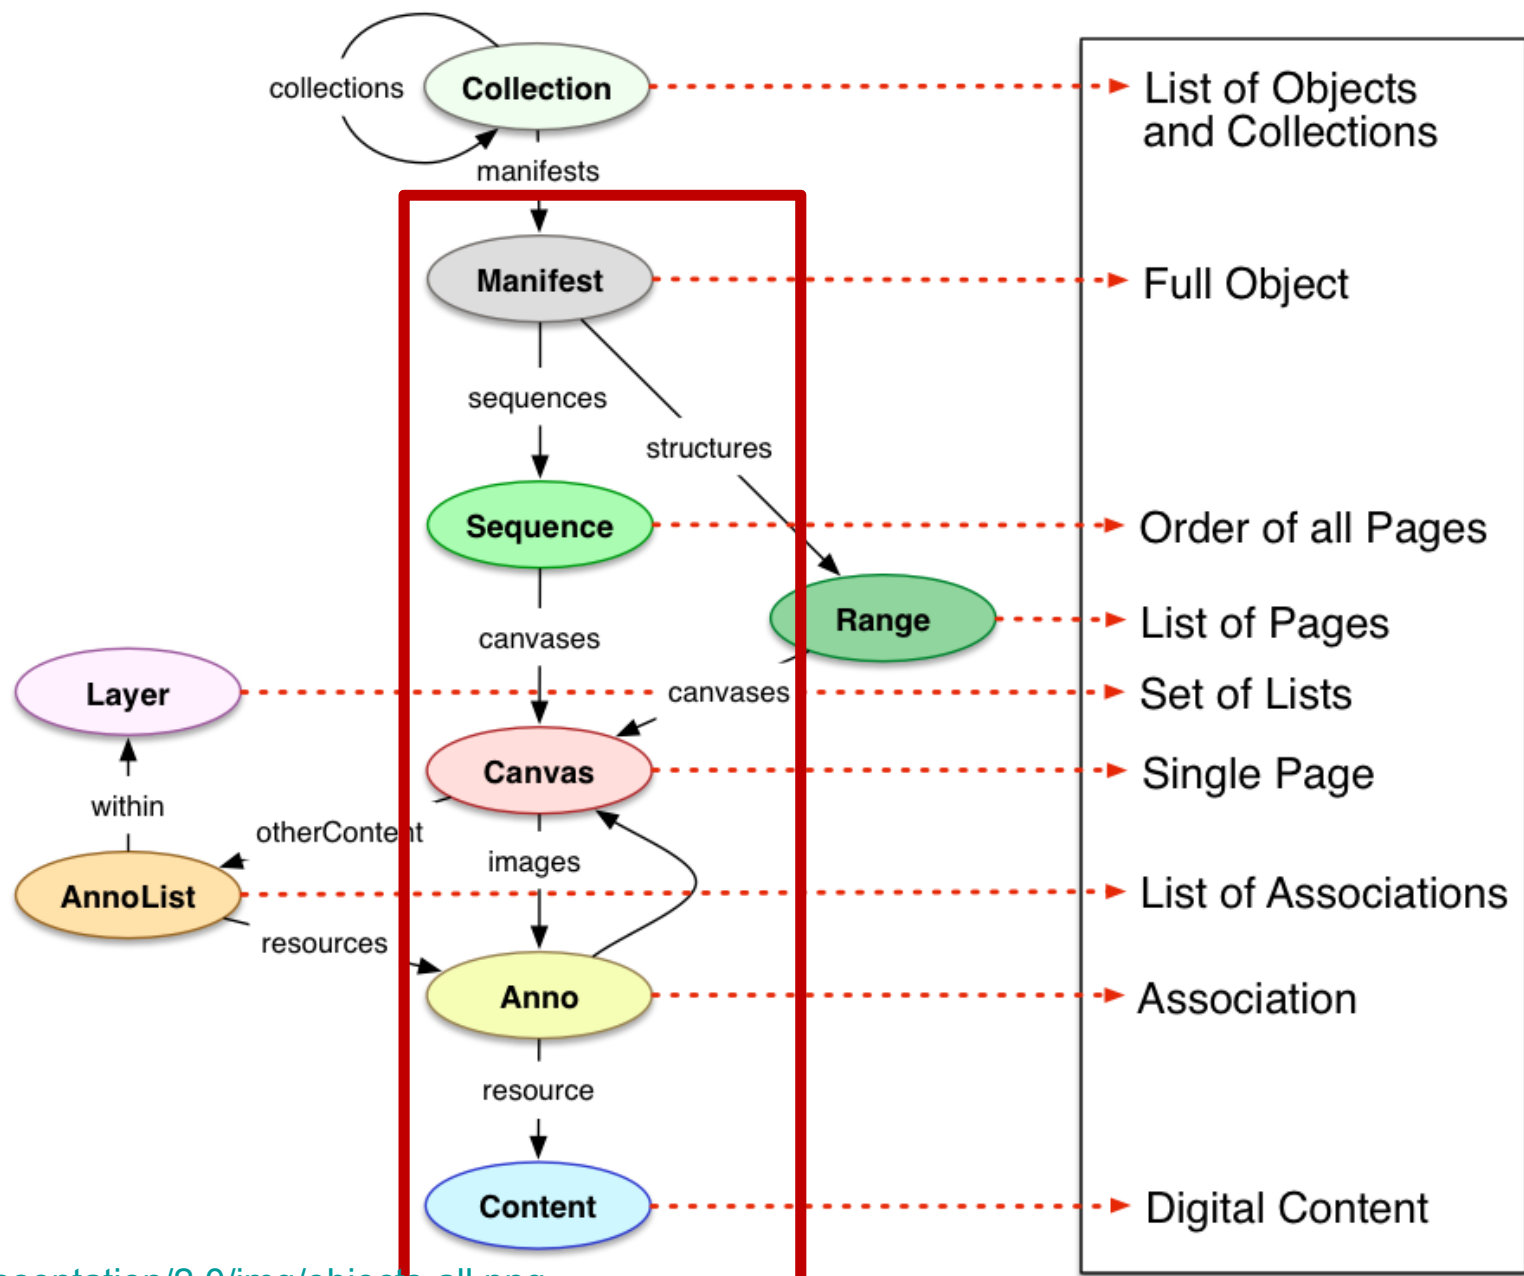 collections
Collection
List of Objects
and Collections
manifests
Manifest
Full Object
sequences
structures
Sequence
Order of all Pages
Range
List of Pages
canvases
Layer
canvases
Set of Lists
Canvas
Single Page
within
otherContent
images
AnnoList
List of Associations
resources
Anno
Association
resource
Content
Digital Content